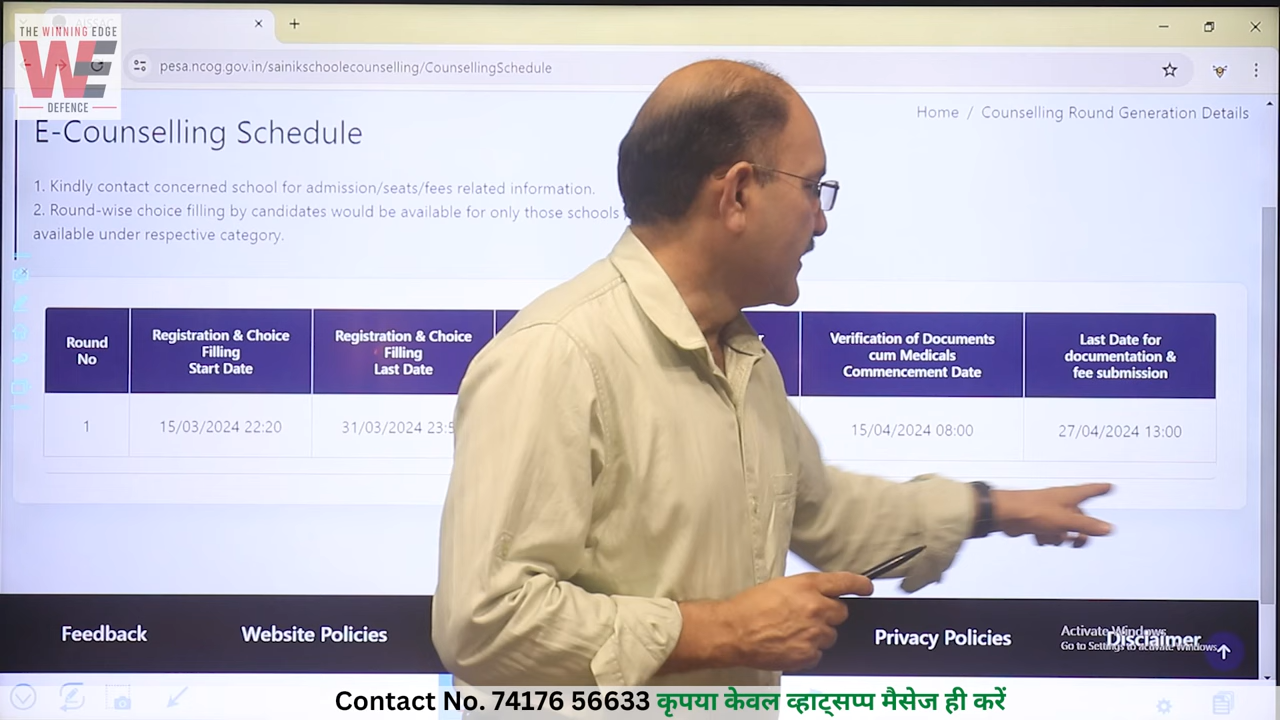 THE WINNING EDGE
WE
DEFENCE
pesa.ncog.gov.in/sainikschoolecounselling/CounsellingSchedule
Home / Counselling Round Generation Details
E-Counselling Schedule
1. Kindly contact concerned school for admission/seats/fees related information.
2. Round-wise choice filling by candidates would be available for only those schools
available under respective category.
Round No
Registration & Choice Filling Start Date
Registration & Choice Filling Last Date
Verification of Documents cum Medicals Commencement Date
Last Date for documentation & fee submission
1
15/03/2024 22:20
31/03/2024 23:5
15/04/2024 08:00
27/04/2024 13:00
Feedback
Website Policies
Privacy Policies
Disclaimer
Activate Windows
Go to Settings to activate Windows.
Contact No. 74176 56633 कृपया केवल व्हाट्सप्प मैसेज ही करें